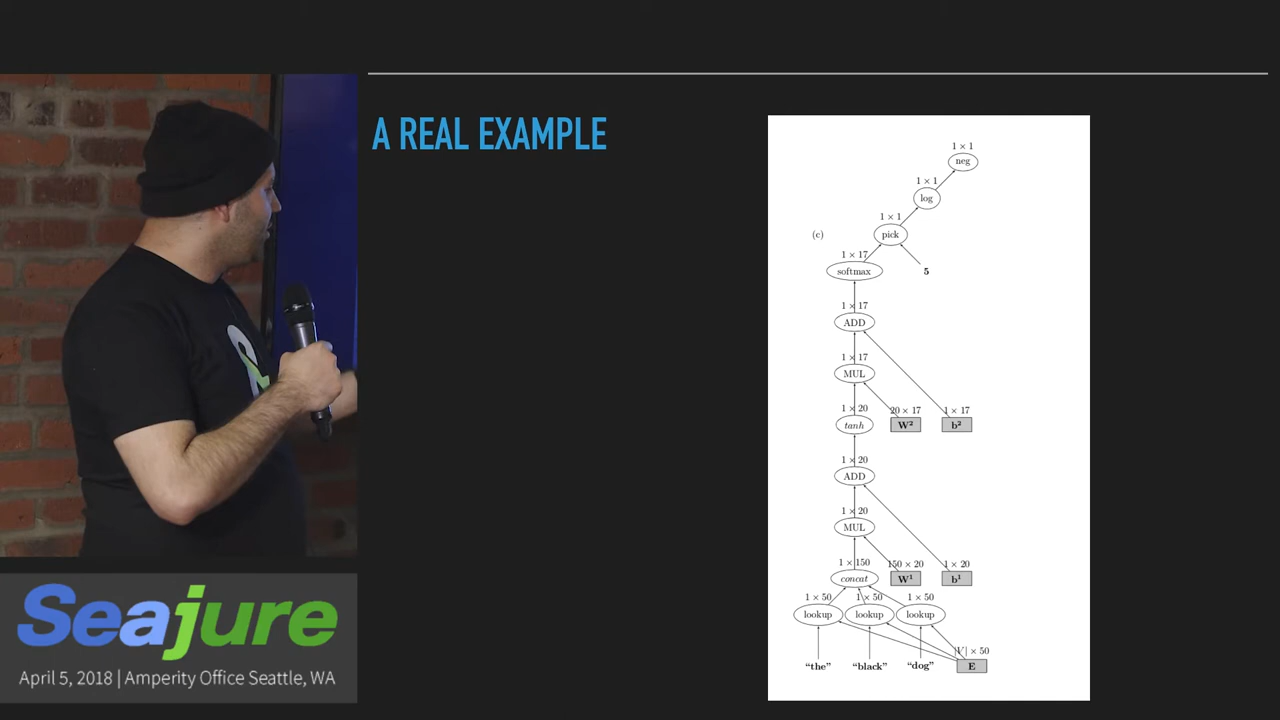 A REAL EXAMPLE
1 × 1
neg
1 × 1
log
1 × 1
(c)
pick
1 × 17
softmax
5
1 × 17
ADD
1 × 17
MUL
1 × 20
20 × 17
1 × 17
tanh
W²
b²
1 × 20
ADD
1 × 20
MUL
1 × 150
150 × 20
1 × 20
concat
W¹
b¹
1 × 50
1 × 50
1 × 50
lookup
lookup
lookup
|V| × 50
“the”
“black”
“dog”
E
Seajure
April 5, 2018 | Amperity Office Seattle, WA